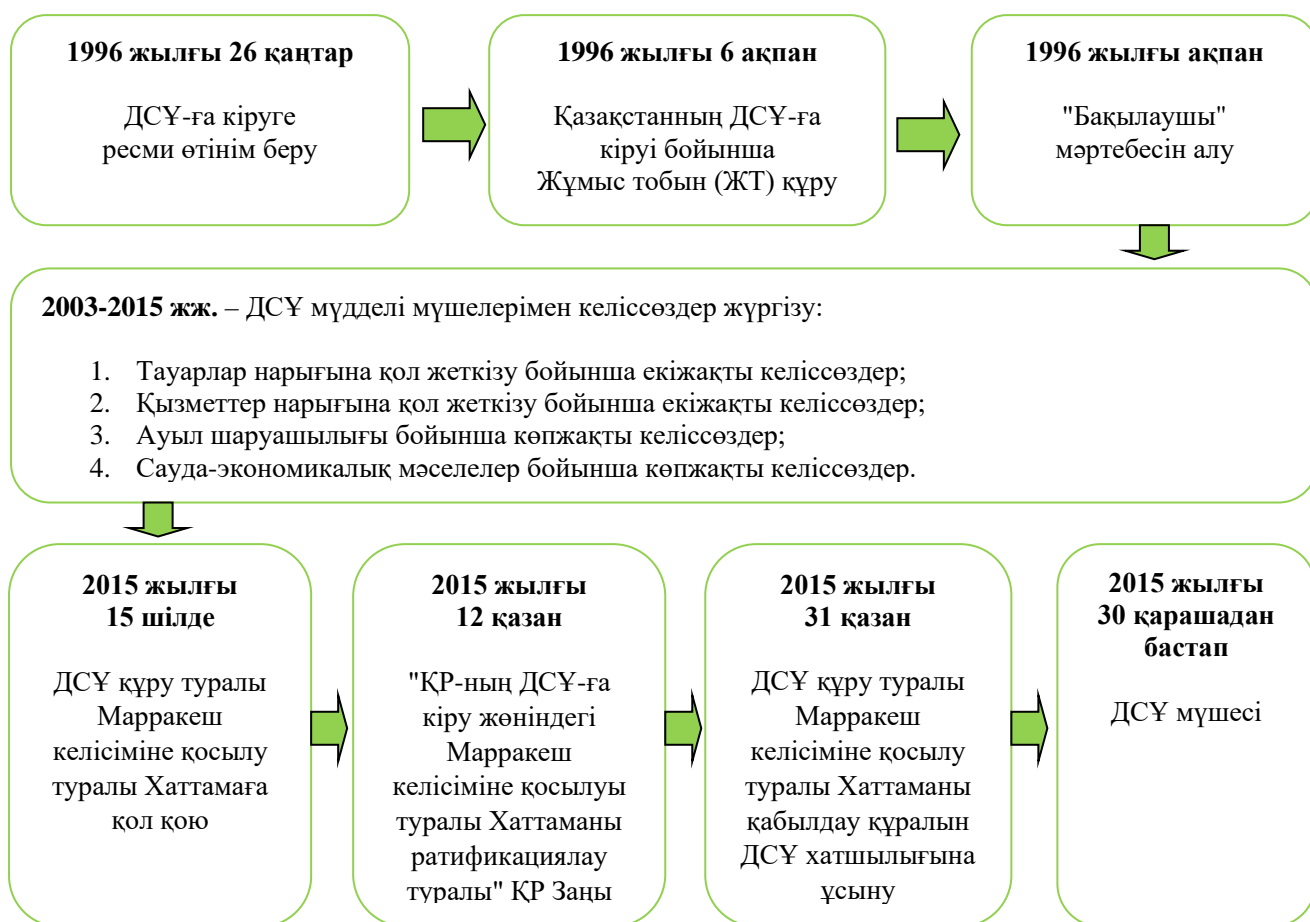 1996 жылғы 26 қаңтар
ДСҰ-ға кіруге
ресми өтінім беру
1996 жылғы 6 ақпан
Қазақстанның ДСҰ-ға
кіруі бойынша
Жұмыс тобын (ЖТ) құру
1996 жылғы ақпан
"Бақылаушы"
мәртебесін алу
2003-2015 жж. – ДСҰ мүдделі мүшелерімен келіссөздер жүргізу:
1. Тауарлар нарығына қол жеткізу бойынша екіжақты келіссөздер;
2. Қызметтер нарығына қол жеткізу бойынша екіжақты келіссөздер;
3. Ауыл шаруашылығы бойынша көпжақты келіссөздер;
4. Сауда-экономикалық мәселелер бойынша көпжақты келіссөздер.
2015 жылғы
15 шілде
ДСҰ құру туралы
Марракеш
келісіміне қосылу
туралы Хаттамаға
қол қою
2015 жылғы
12 қазан
"ҚР-ның ДСҰ-ға
кіру жөніндегі
Марракеш
келісіміне қосылуы
туралы Хаттаманы
ратификациялау
туралы" ҚР Заңы
2015 жылғы
31 қазан
ДСҰ құру туралы
Марракеш
келісіміне қосылу
туралы Хаттаманы
қабылдау құралын
ДСҰ хатшылығына
ұсыну
2015 жылғы
30 қарашадан
бастап
ДСҰ мүшесі